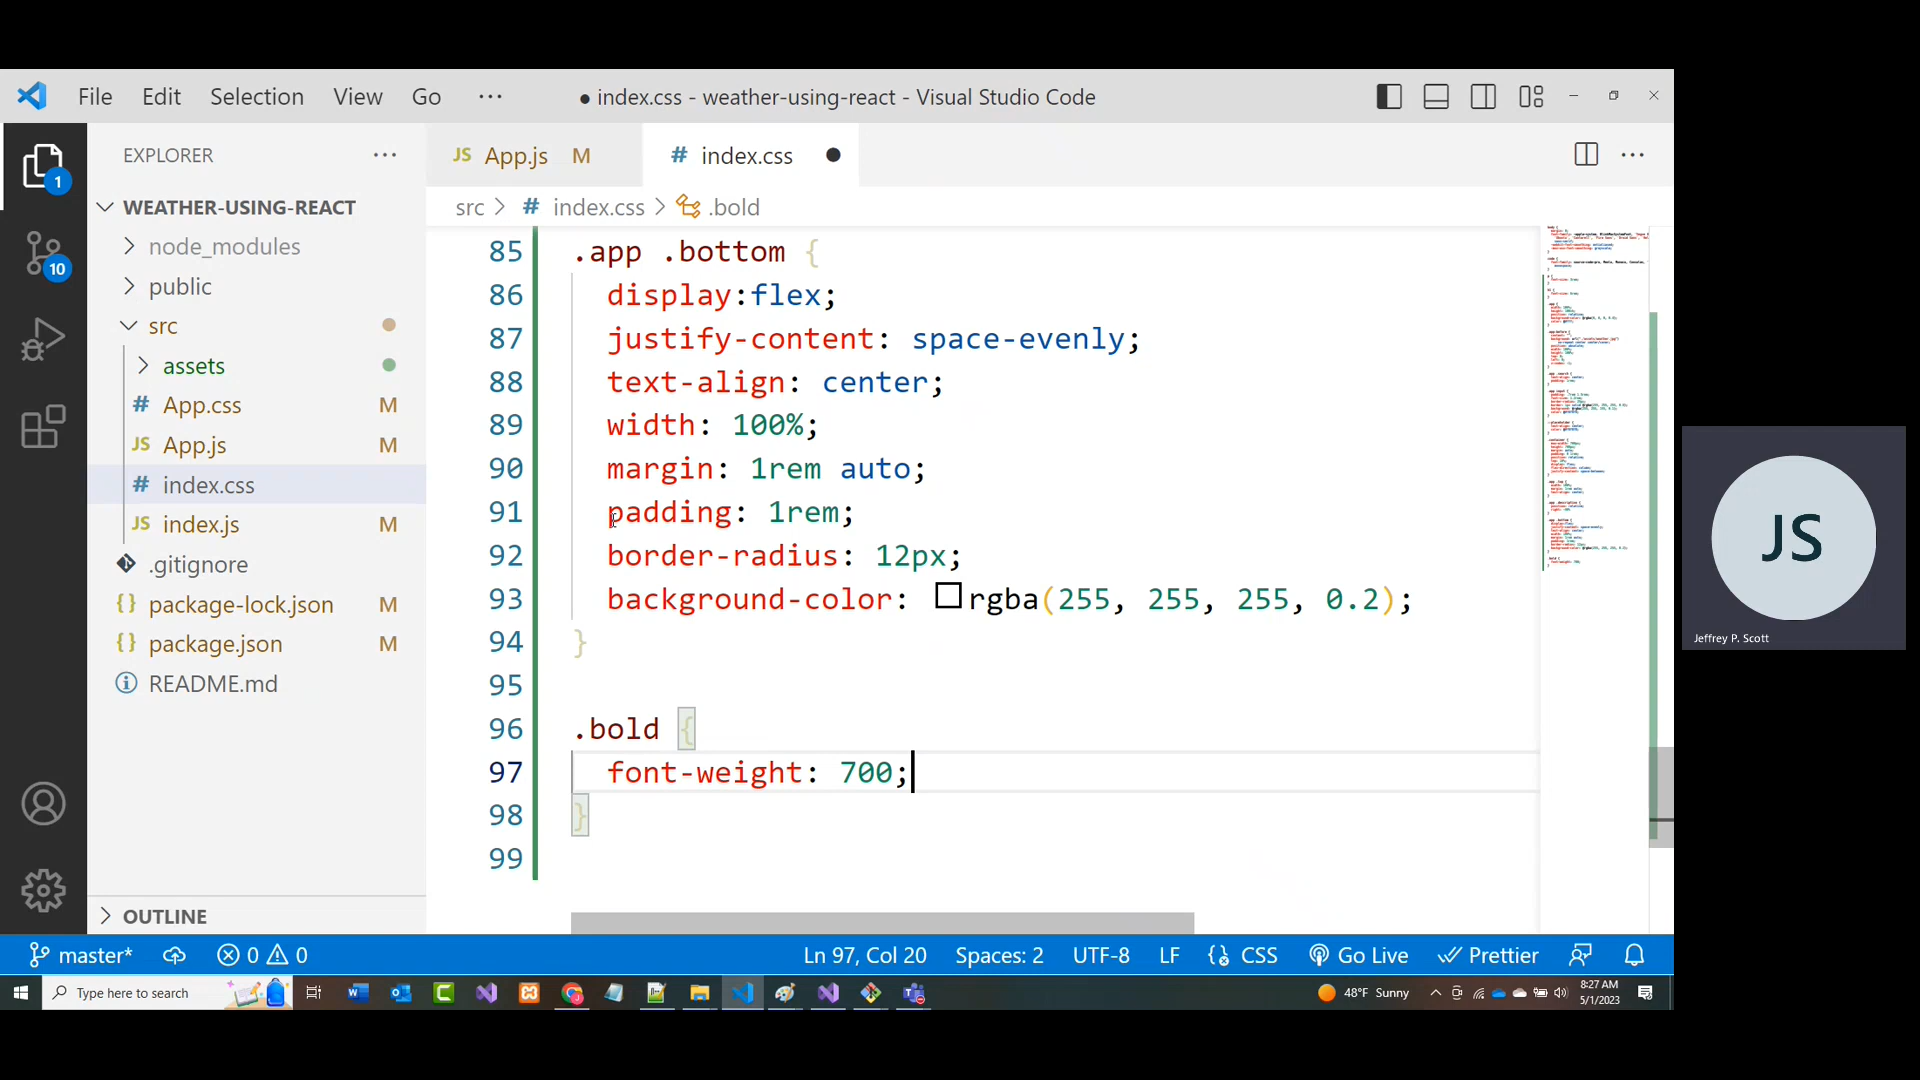 File Edit Selection View Go ···
● index.css - weather-using-react - Visual Studio Code
EXPLORER ···
JS App.js M
# index.css ●
···
1
src > # index.css > .bold
WEATHER-USING-REACT
node_modules
public
src
assets
# App.css M
JS App.js M
# index.css
JS index.js M
.gitignore
{} package-lock.json M
{} package.json M
README.md
OUTLINE
10
85 .app .bottom {
86 display:flex;
87 justify-content: space-evenly;
88 text-align: center;
89 width: 100%;
90 margin: 1rem auto;
91 padding: 1rem;
92 border-radius: 12px;
93 background-color: rgba(255, 255, 255, 0.2);
94 }
95
96 .bold {
97 font-weight: 700;
98 }
99
JS
Jeffrey P. Scott
master* 0 0 Ln 97, Col 20 Spaces: 2 UTF-8 LF CSS Go Live Prettier
Type here to search
48°F Sunny
8:27 AM
5/1/2023